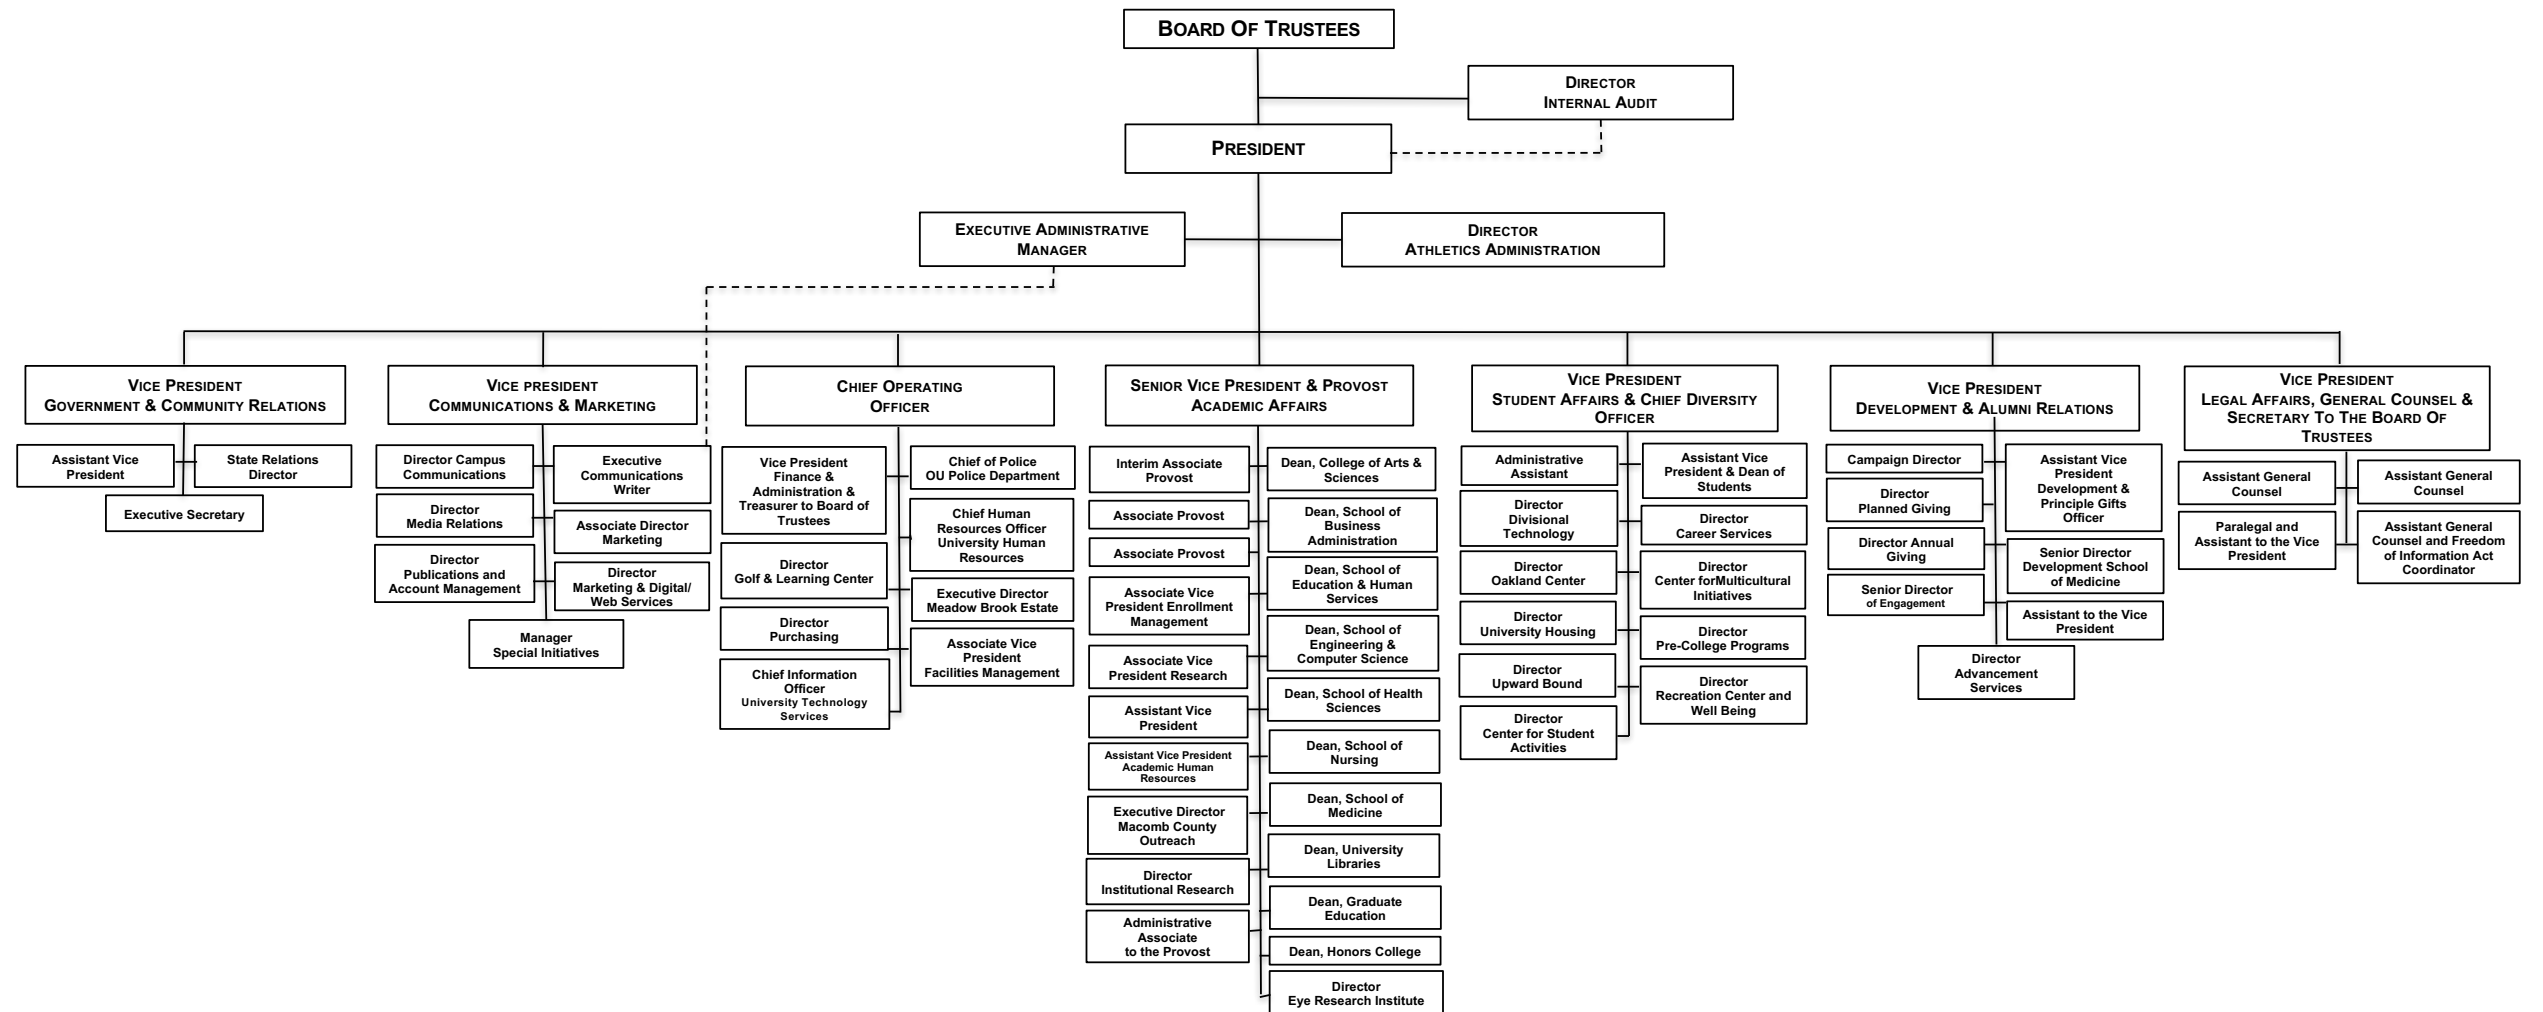 BOARD OF TRUSTEES
DIRECTOR
INTERNAL AUDIT
PRESIDENT
EXECUTIVE ADMINISTRATIVE
MANAGER
DIRECTOR
ATHLETICS ADMINISTRATION
VICE PRESIDENT
GOVERNMENT & COMMUNITY RELATIONS
Assistant Vice
President
State Relations
Director
Executive Secretary
VICE PRESIDENT
COMMUNICATIONS & MARKETING
Director Campus
Communications
Executive
Communications
Writer
Director
Media Relations
Associate Director
Marketing
Director
Publications and
Account Management
Director
Marketing & Digital/
Web Services
Manager
Special Initiatives
CHIEF OPERATING
OFFICER
Vice President
Finance &
Administration &
Treasurer to Board of
Trustees
Chief of Police
OU Police Department
Chief Human
Resources Officer
University Human
Resources
Director
Golf & Learning Center
Executive Director
Meadow Brook Estate
Director
Purchasing
Associate Vice
President
Facilities Management
Chief Information
Officer
University Technology
Services
SENIOR VICE PRESIDENT & PROVOST
ACADEMIC AFFAIRS
Interim Associate
Provost
Dean, College of Arts &
Sciences
Associate Provost
Dean, School of
Business
Administration
Associate Provost
Dean, School of
Education & Human
Services
Associate Vice
President Enrollment
Management
Dean, School of
Engineering &
Computer Science
Associate Vice
President Research
Dean, School of Health
Sciences
Assistant Vice
President
Dean, School of
Nursing
Assistant Vice President
Academic Human
Resources
Dean, School of
Medicine
Executive Director
Macomb County
Outreach
Dean, University
Libraries
Director
Institutional Research
Dean, Graduate
Education
Administrative
Associate
to the Provost
Dean, Honors College
Director
Eye Research Institute
VICE PRESIDENT
STUDENT AFFAIRS & CHIEF DIVERSITY
OFFICER
Administrative
Assistant
Assistant Vice
President & Dean of
Students
Director
Divisional
Technology
Director
Career Services
Director
Oakland Center
Director
Center forMulticultural
Initiatives
Director
University Housing
Director
Pre-College Programs
Director
Upward Bound
Director
Recreation Center and
Well Being
Director
Center for Student
Activities
VICE PRESIDENT
DEVELOPMENT & ALUMNI RELATIONS
Campaign Director
Assistant Vice
President
Development &
Principle Gifts
Officer
Director
Planned Giving
Director Annual
Giving
Senior Director
Development School
of Medicine
Senior Director
of Engagement
Assistant to the Vice
President
Director
Advancement
Services
VICE PRESIDENT
LEGAL AFFAIRS, GENERAL COUNSEL &
SECRETARY TO THE BOARD OF
TRUSTEES
Assistant General
Counsel
Assistant General
Counsel
Paralegal and
Assistant to the Vice
President
Assistant General
Counsel and Freedom
of Information Act
Coordinator